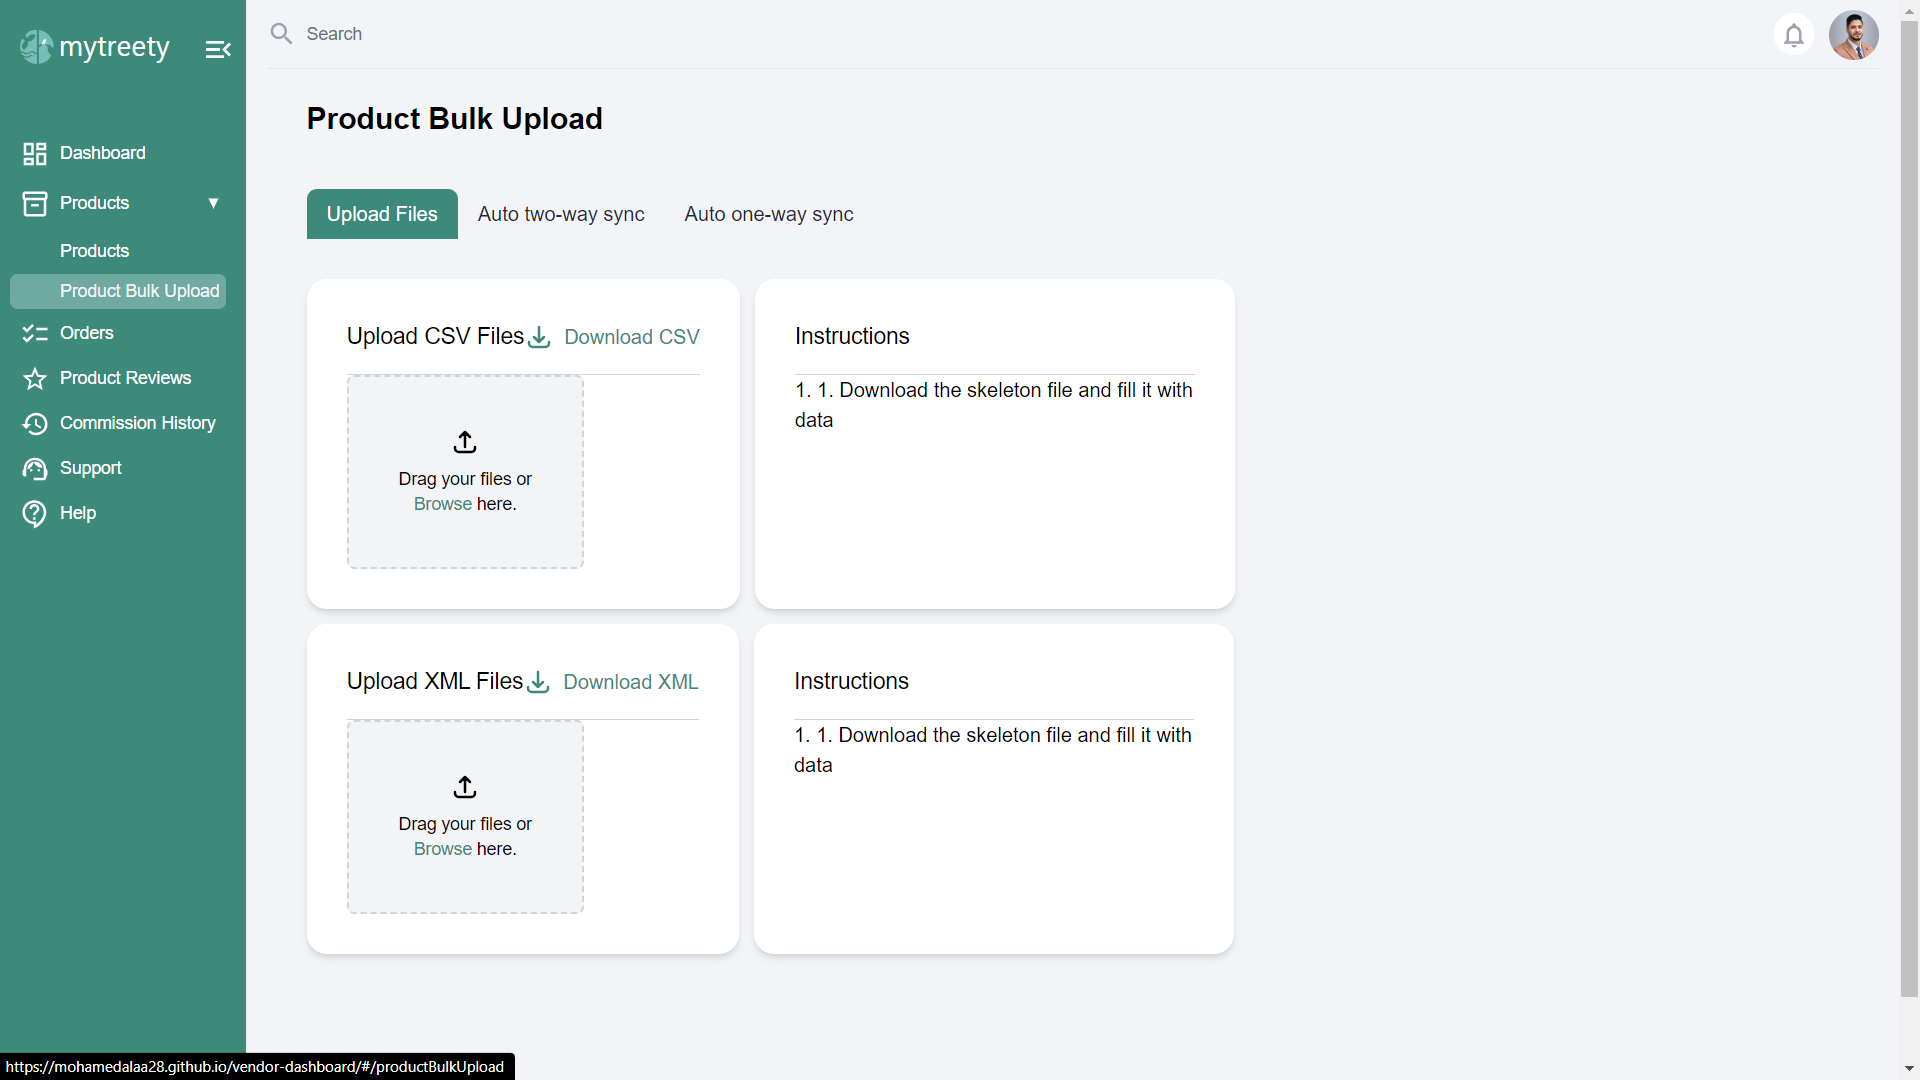 mytreety
Search
Product Bulk Upload
Dashboard
Products ▼
Products
Product Bulk Upload
Orders
Product Reviews
Commission History
Support
Help
Upload Files
Auto two-way sync
Auto one-way sync
Upload CSV Files
Download CSV
Drag your files or
Browse here.
Instructions
1. 1. Download the skeleton file and fill it with
data
Upload XML Files
Download XML
Drag your files or
Browse here.
Instructions
1. 1. Download the skeleton file and fill it with
data
https://mohamedalaa28.github.io/vendor-dashboard/#/productBulkUpload